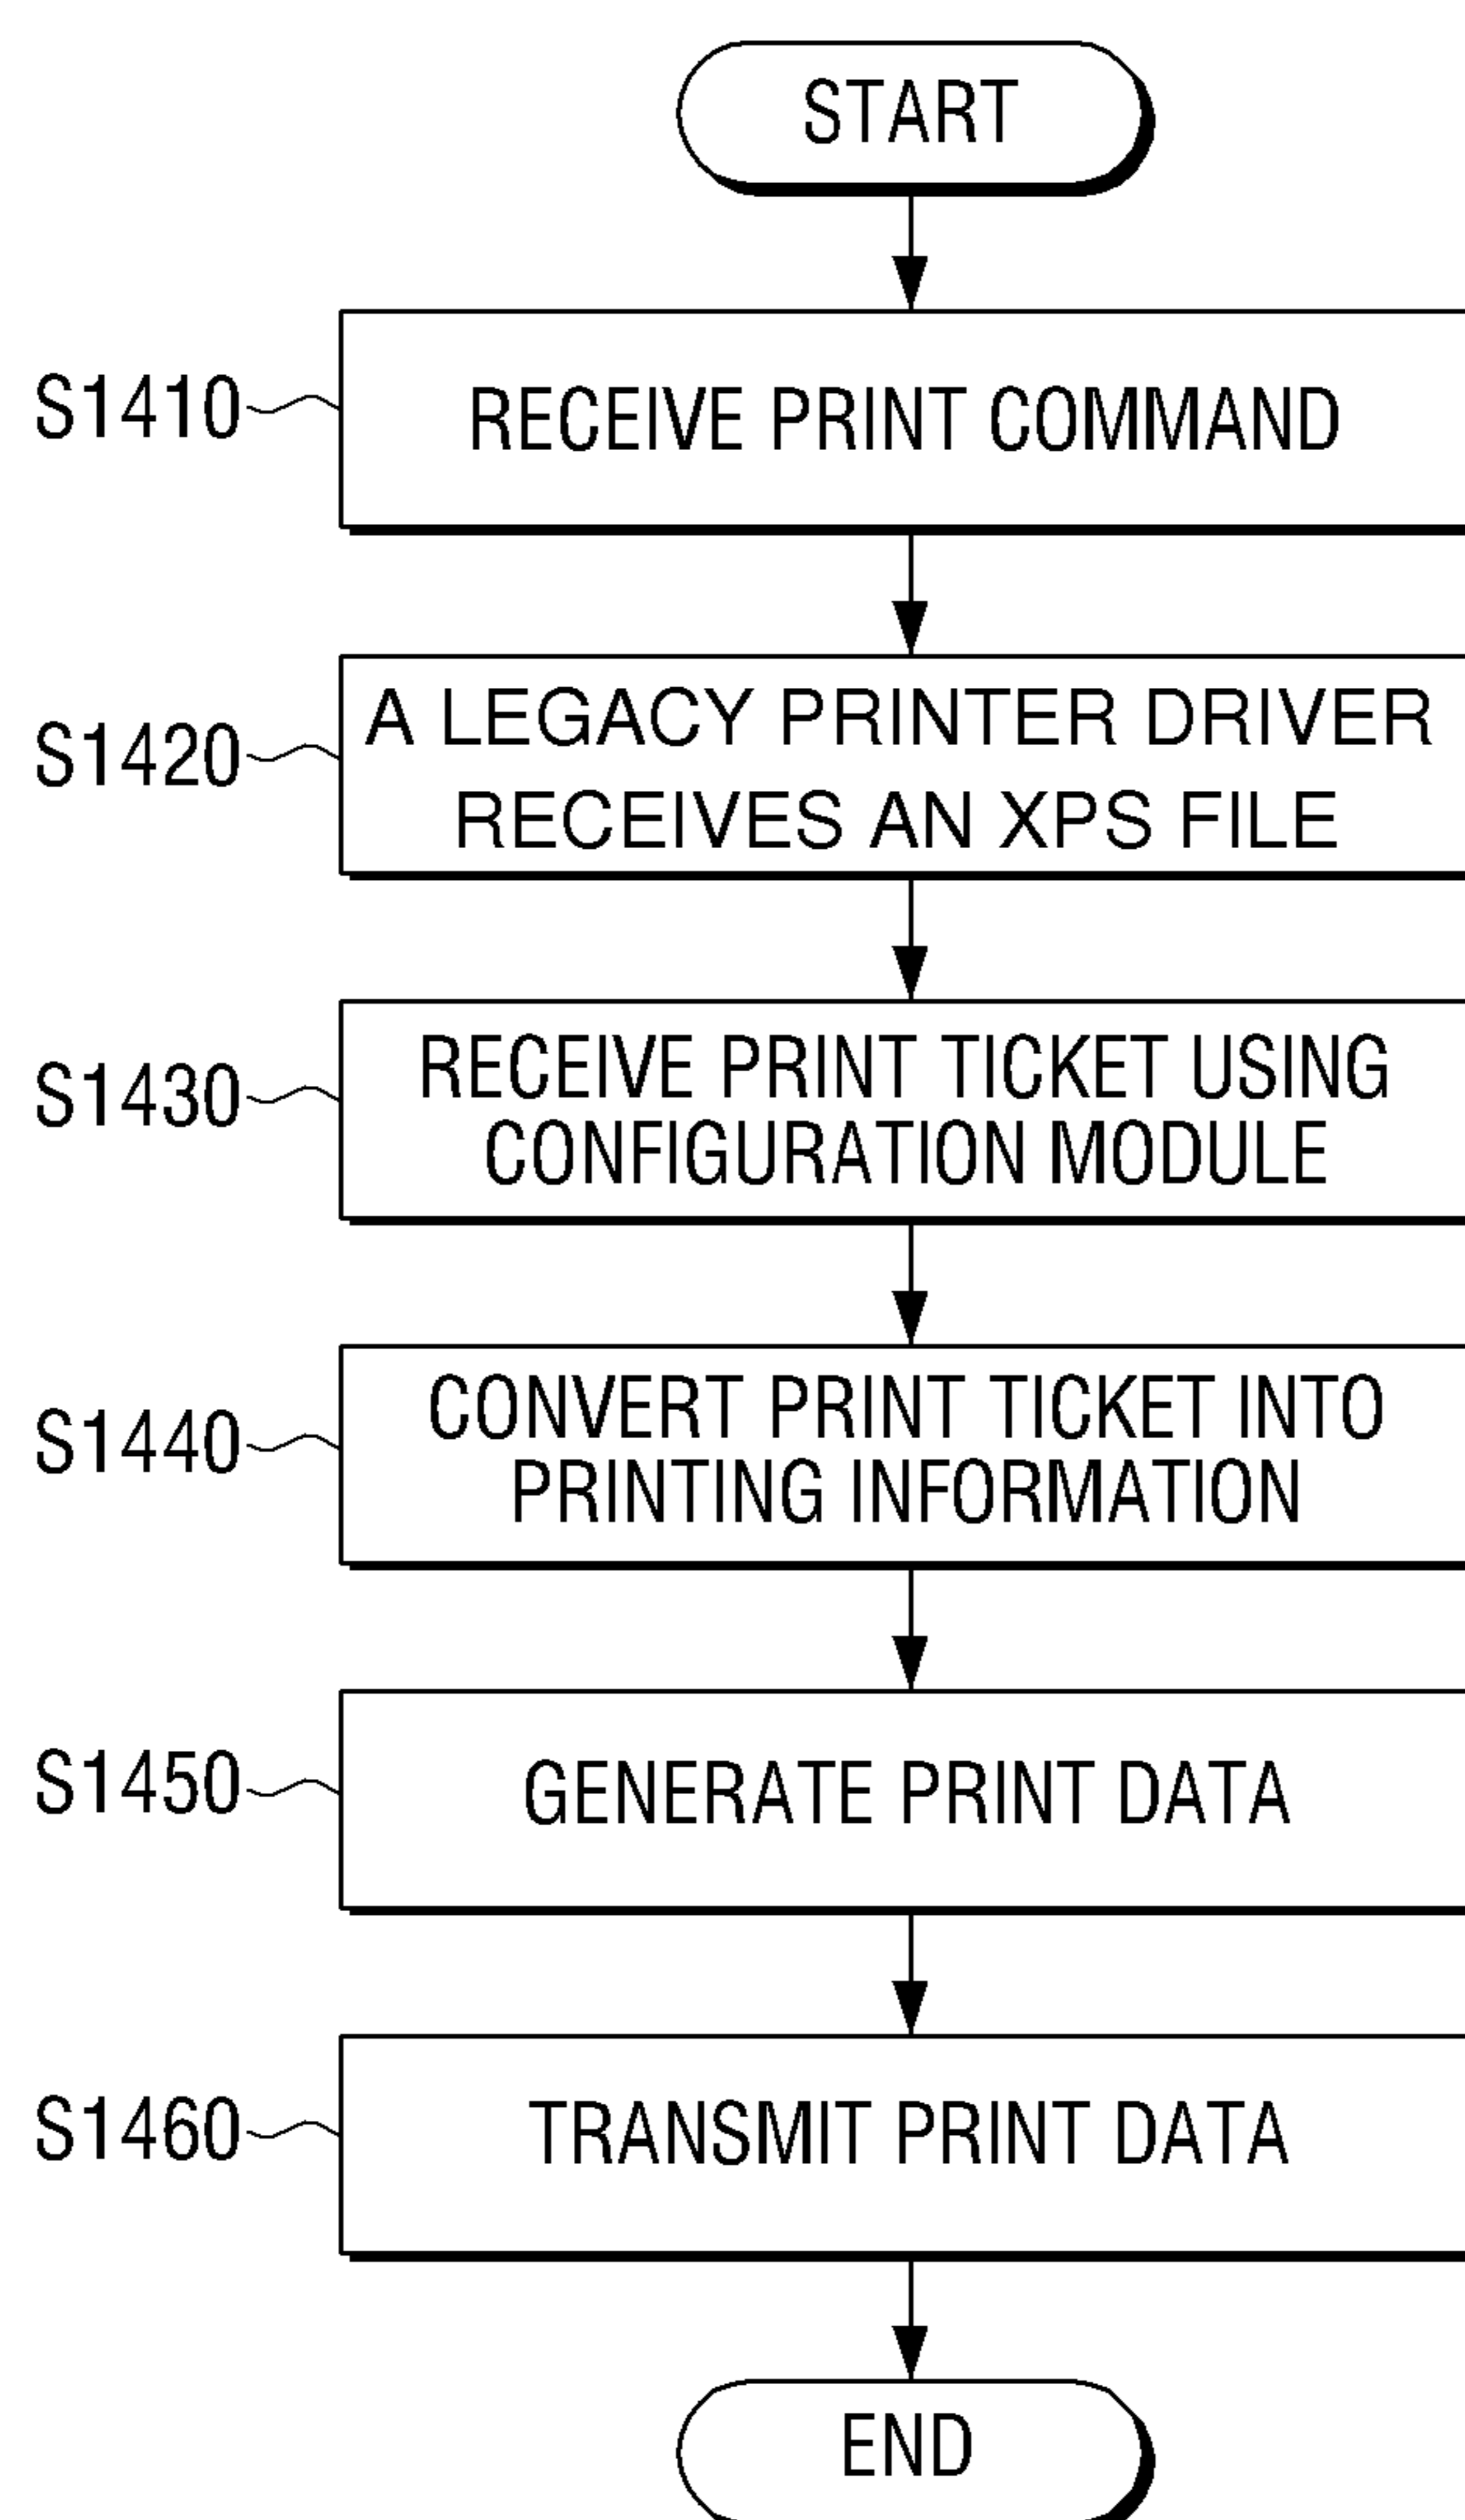 START
S1410
RECEIVE PRINT COMMAND
S1420
A LEGACY PRINTER DRIVER
RECEIVES AN XPS FILE
S1430
RECEIVE PRINT TICKET USING
CONFIGURATION MODULE
S1440
CONVERT PRINT TICKET INTO
PRINTING INFORMATION
S1450
GENERATE PRINT DATA
S1460
TRANSMIT PRINT DATA
END